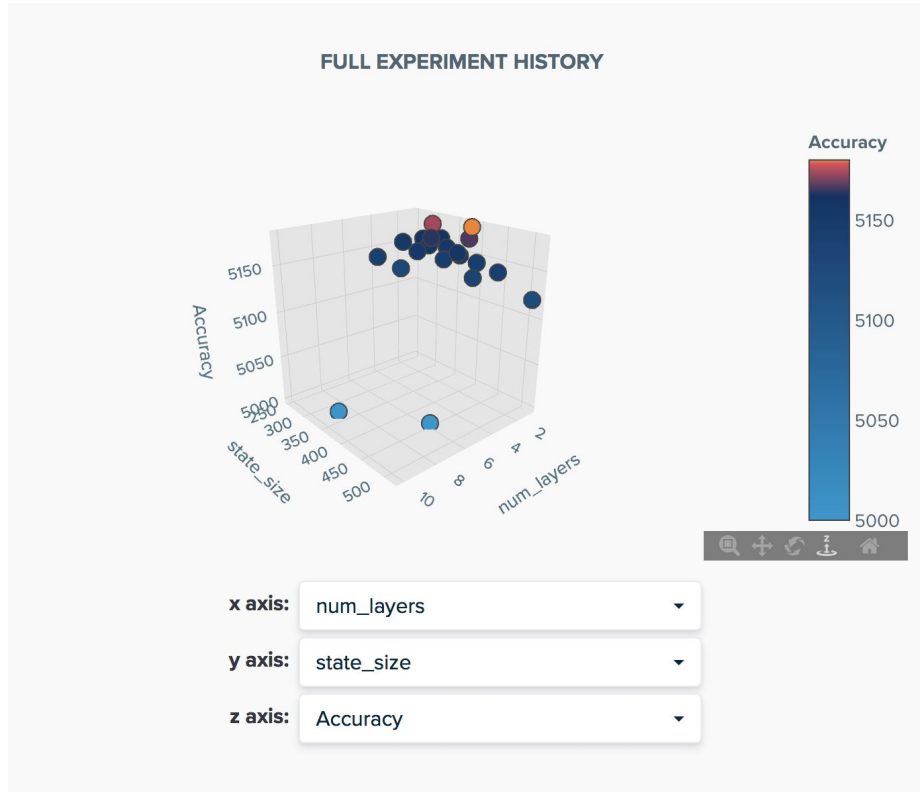 FULL EXPERIMENT HISTORY
Accuracy
5150
5100
5050
5000
5150
5100
5050
5000
Accuracy
250
300
350
400
450
500
state_size
10
8
6
4
2
num_layers
z
x axis: num_layers
y axis: state_size
z axis: Accuracy